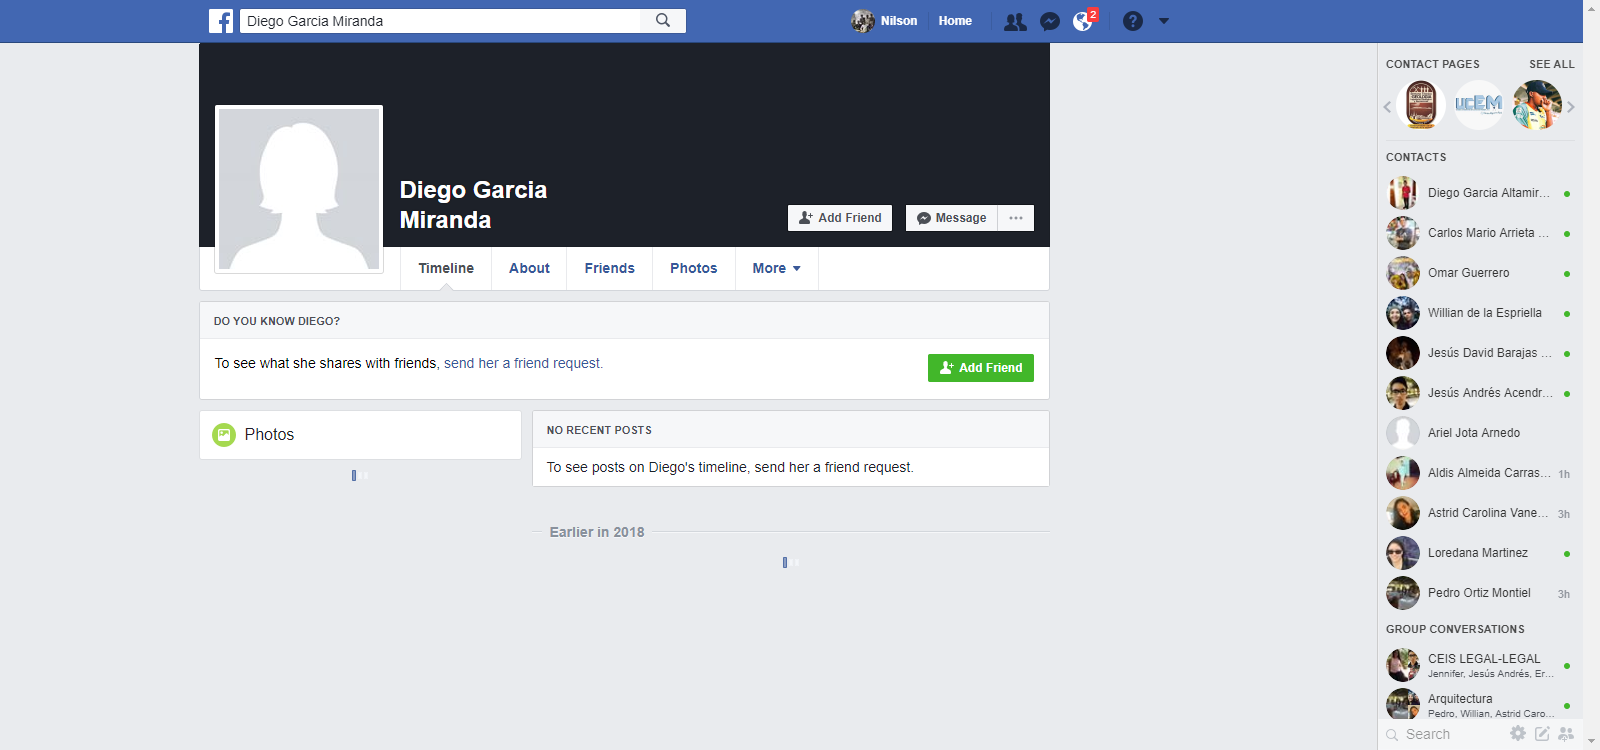 Diego Garcia Miranda
Nilson
Home
2
Diego Garcia
Miranda
Add Friend
Message
Timeline
About
Friends
Photos
More
DO YOU KNOW DIEGO?
To see what she shares with friends, send her a friend request.
Add Friend
Photos
NO RECENT POSTS
To see posts on Diego's timeline, send her a friend request.
Earlier in 2018
CONTACT PAGES
SEE ALL
UCEM
CONTACTS
Diego Garcia Altamir...
Carlos Mario Arrieta ...
Omar Guerrero
Willian de la Espriella
Jesús David Barajas ...
Jesús Andrés Acendr...
Ariel Jota Arnedo
Aldis Almeida Carras... 1h
Astrid Carolina Vane... 3h
Loredana Martinez
Pedro Ortiz Montiel 3h
GROUP CONVERSATIONS
CEIS LEGAL-LEGAL
Jennifer, Jesús Andrés, Er...
Arquitectura
Pedro, Willian, Astrid Caro...
Search